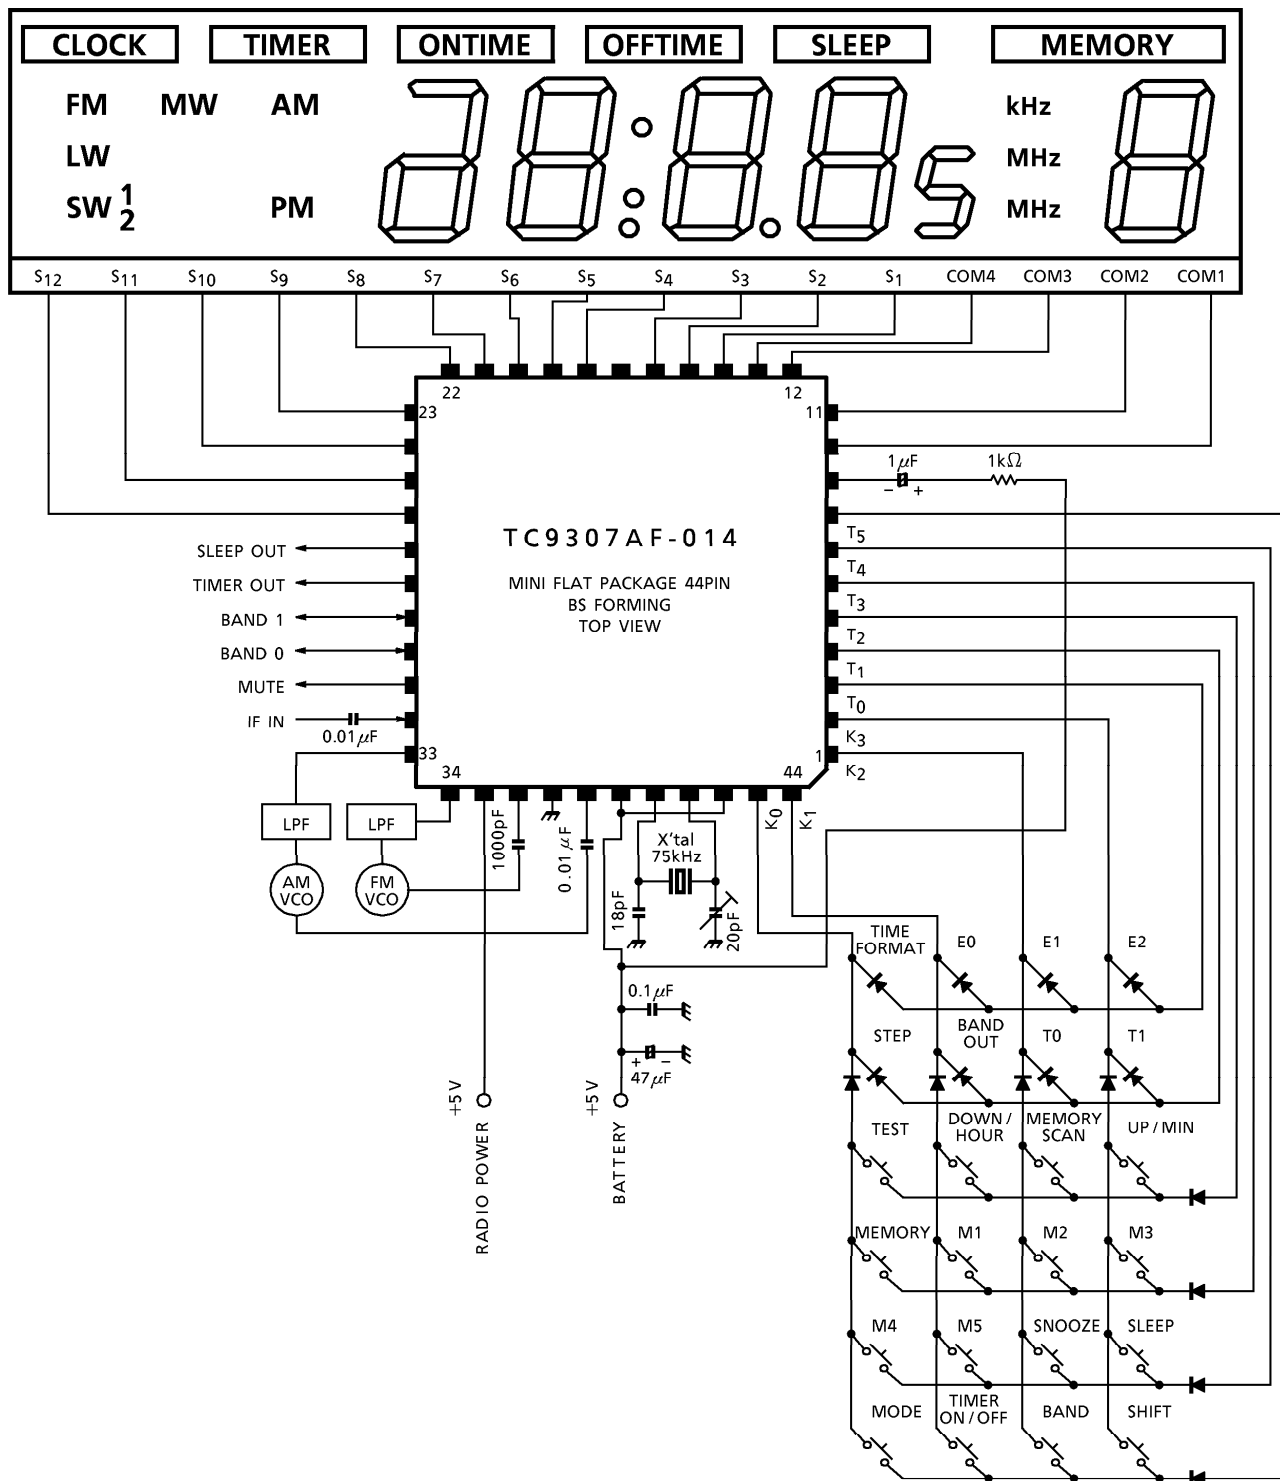 CLOCK TIMER ONTIME OFFTIME SLEEP MEMORY
FM MW AM kHz
LW MHz
SW 1 2 PM MHz
S12 S11 S10 S9 S8 S7 S6 S5 S4 S3 S2 S1 COM4 COM3 COM2 COM1
22 12
23 11
1μF 1kΩ
− +
TC9307AF-014
MINI FLAT PACKAGE 44PIN
BS FORMING
TOP VIEW
T5
T4
T3
T2
T1
T0
K3
K2
SLEEP OUT
TIMER OUT
BAND 1
BAND 0
MUTE
IF IN
0.01μF
33 1
34 44
LPF LPF
1000pF
0.01μF
K0 K1
X'tal
75kHz
AM
VCO
FM
VCO
18pF
20pF
0.1μF
+ −
47μF
+5V
RADIO POWER
+5V
BATTERY
TIME
FORMAT
E0 E1 E2
STEP
BAND
OUT
T0 T1
TEST
DOWN/
HOUR
MEMORY
SCAN
UP/MIN
MEMORY M1 M2 M3
M4 M5 SNOOZE SLEEP
MODE
TIMER
ON/OFF
BAND SHIFT